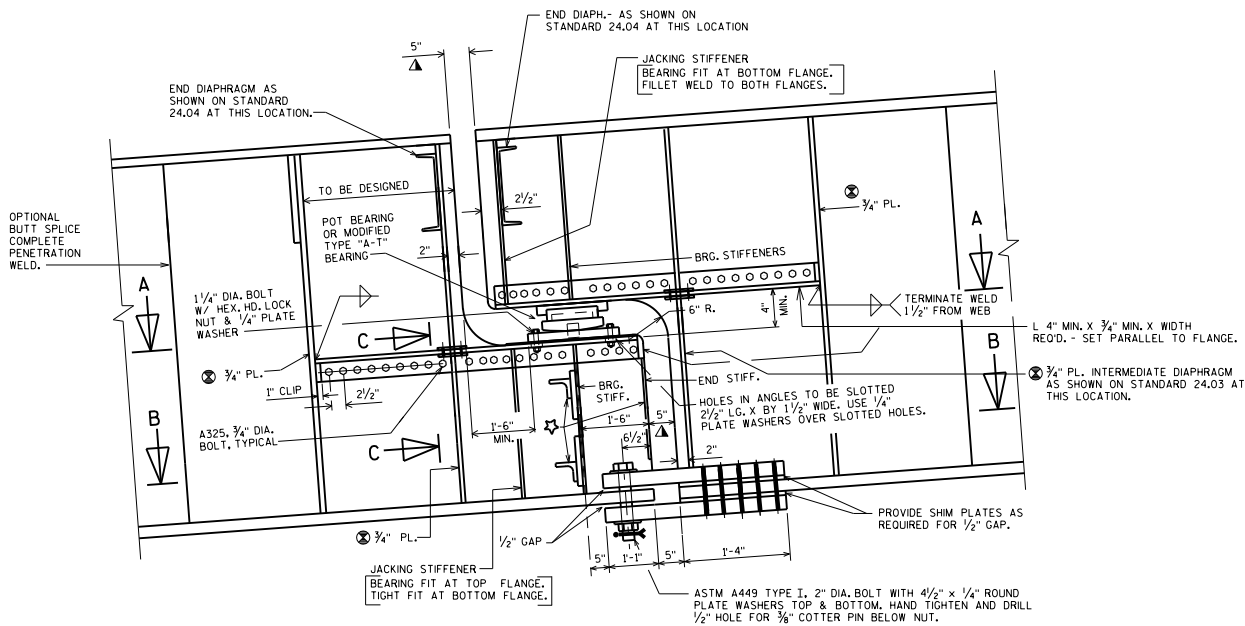 END DIAPH.- AS SHOWN ON
STANDARD 24.04 AT THIS LOCATION
5"
JACKING STIFFENER
BEARING FIT AT BOTTOM FLANGE.
FILLET WELD TO BOTH FLANGES.
END DIAPHRAGM AS
SHOWN ON STANDARD
24.04 AT THIS LOCATION.
TO BE DESIGNED
2½"
¾" PL.
OPTIONAL
BUTT SPLICE
COMPLETE
PENETRATION
WELD.
POT BEARING
OR MODIFIED
TYPE "A-T"
BEARING
2"
A
A
BRG. STIFFENERS
1¼" DIA. BOLT
W/ HEX. HD. LOCK
NUT & ¼" PLATE
WASHER
C
6" R.
4"
MIN.
TERMINATE WELD
1½" FROM WEB
L 4" MIN. X ¾" MIN. X WIDTH
REQ'D. - SET PARALLEL TO FLANGE.
B
B
¾" PL.
1" CLIP
2½"
BRG.
STIFF.
END STIFF.
¾" PL. INTERMEDIATE DIAPHRAGM
AS SHOWN ON STANDARD 24.03 AT
THIS LOCATION.
HOLES IN ANGLES TO BE SLOTTED
2½" LG. X BY 1½" WIDE. USE ¼"
PLATE WASHERS OVER SLOTTED HOLES.
A325, ¾" DIA.
BOLT, TYPICAL
C
1'-6"
MIN.
1'-6"
5"
6½"
2"
¾" PL.
½" GAP
PROVIDE SHIM PLATES AS
REQUIRED FOR ½" GAP.
5"
1'-1"
5"
1'-4"
JACKING STIFFENER
BEARING FIT AT TOP FLANGE.
TIGHT FIT AT BOTTOM FLANGE.
ASTM A449 TYPE I, 2" DIA. BOLT WITH 4½" x ¼" ROUND
PLATE WASHERS TOP & BOTTOM. HAND TIGHTEN AND DRILL
½" HOLE FOR ⅜" COTTER PIN BELOW NUT.